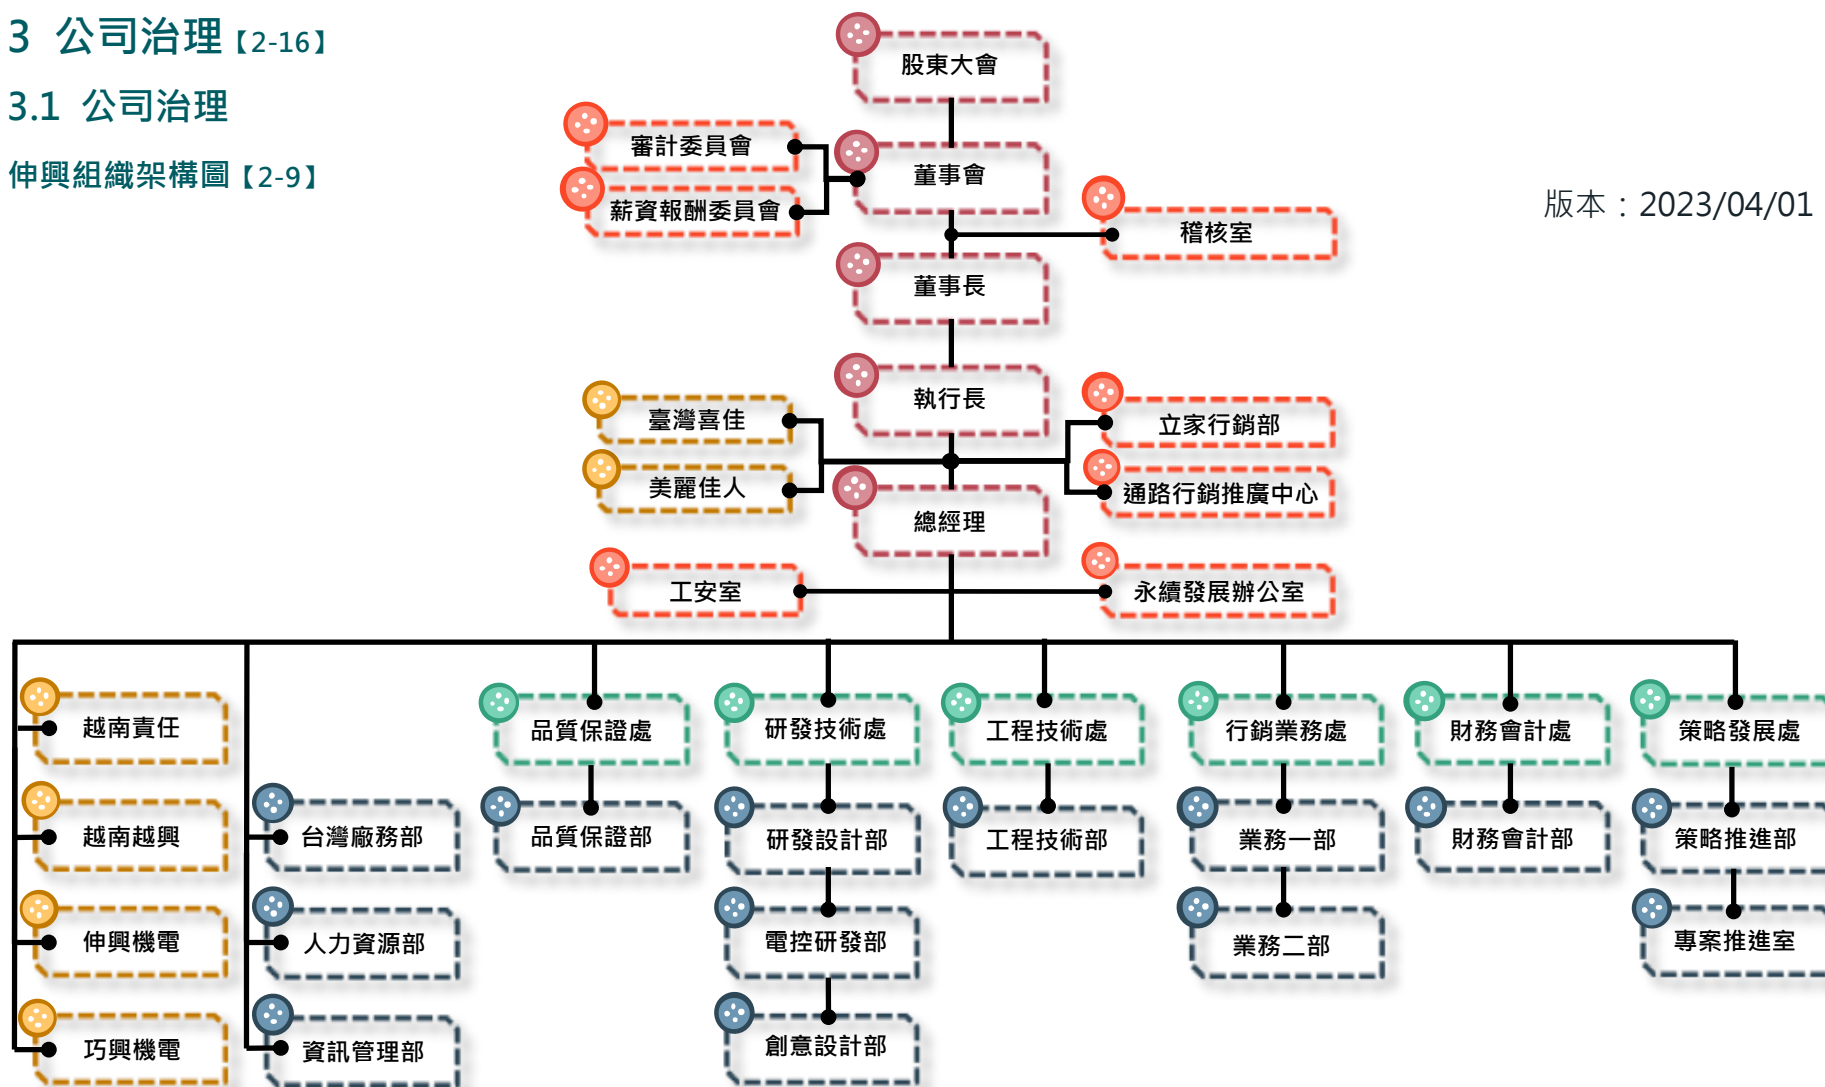 3 公司治理【2-16】
3.1 公司治理
伸興組織架構圖【2-9】
版本：2023/04/01
股東大會
審計委員會
董事會
薪資報酬委員會
稽核室
董事長
執行長
臺灣喜佳
立家行銷部
美麗佳人
通路行銷推廣中心
總經理
工安室
永續發展辦公室
越南責任
品質保證處
研發技術處
工程技術處
行銷業務處
財務會計處
策略發展處
越南越興
台灣廠務部
品質保證部
研發設計部
工程技術部
業務一部
財務會計部
策略推進部
伸興機電
人力資源部
電控研發部
業務二部
專案推進室
巧興機電
資訊管理部
創意設計部